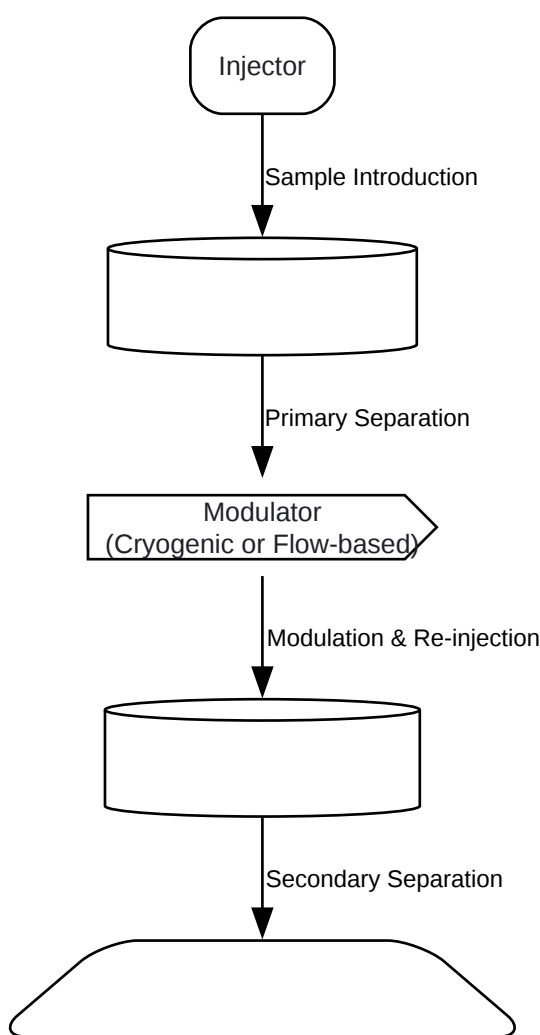 Injector
Sample Introduction
Primary Separation
Modulator
(Cryogenic or Flow-based)
Modulation & Re-injection
Secondary Separation